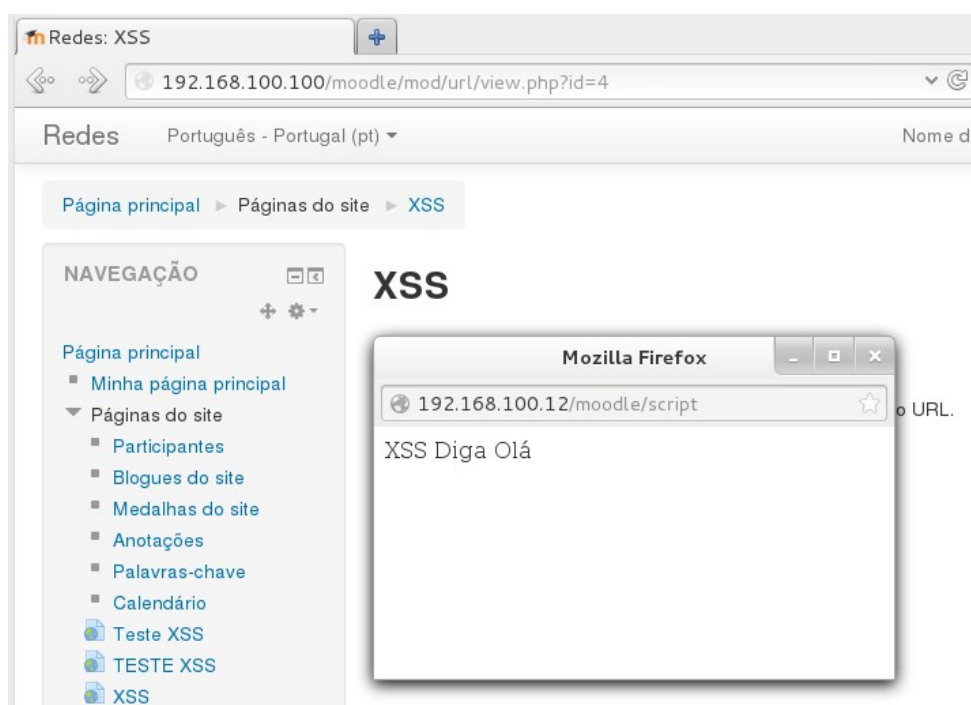 Redes: XSS
192.168.100.100/moodle/mod/url/view.php?id=4
Redes Português - Portugal (pt) Nome d
Página principal Páginas do site XSS
NAVEGAÇÃO
Página principal
Minha página principal
Páginas do site
Participantes
Blogues do site
Medalhas do site
Anotações
Palavras-chave
Calendário
Teste XSS
TESTE XSS
XSS
XSS
Mozilla Firefox
192.168.100.12/moodle/script
XSS Diga Olá
o URL.